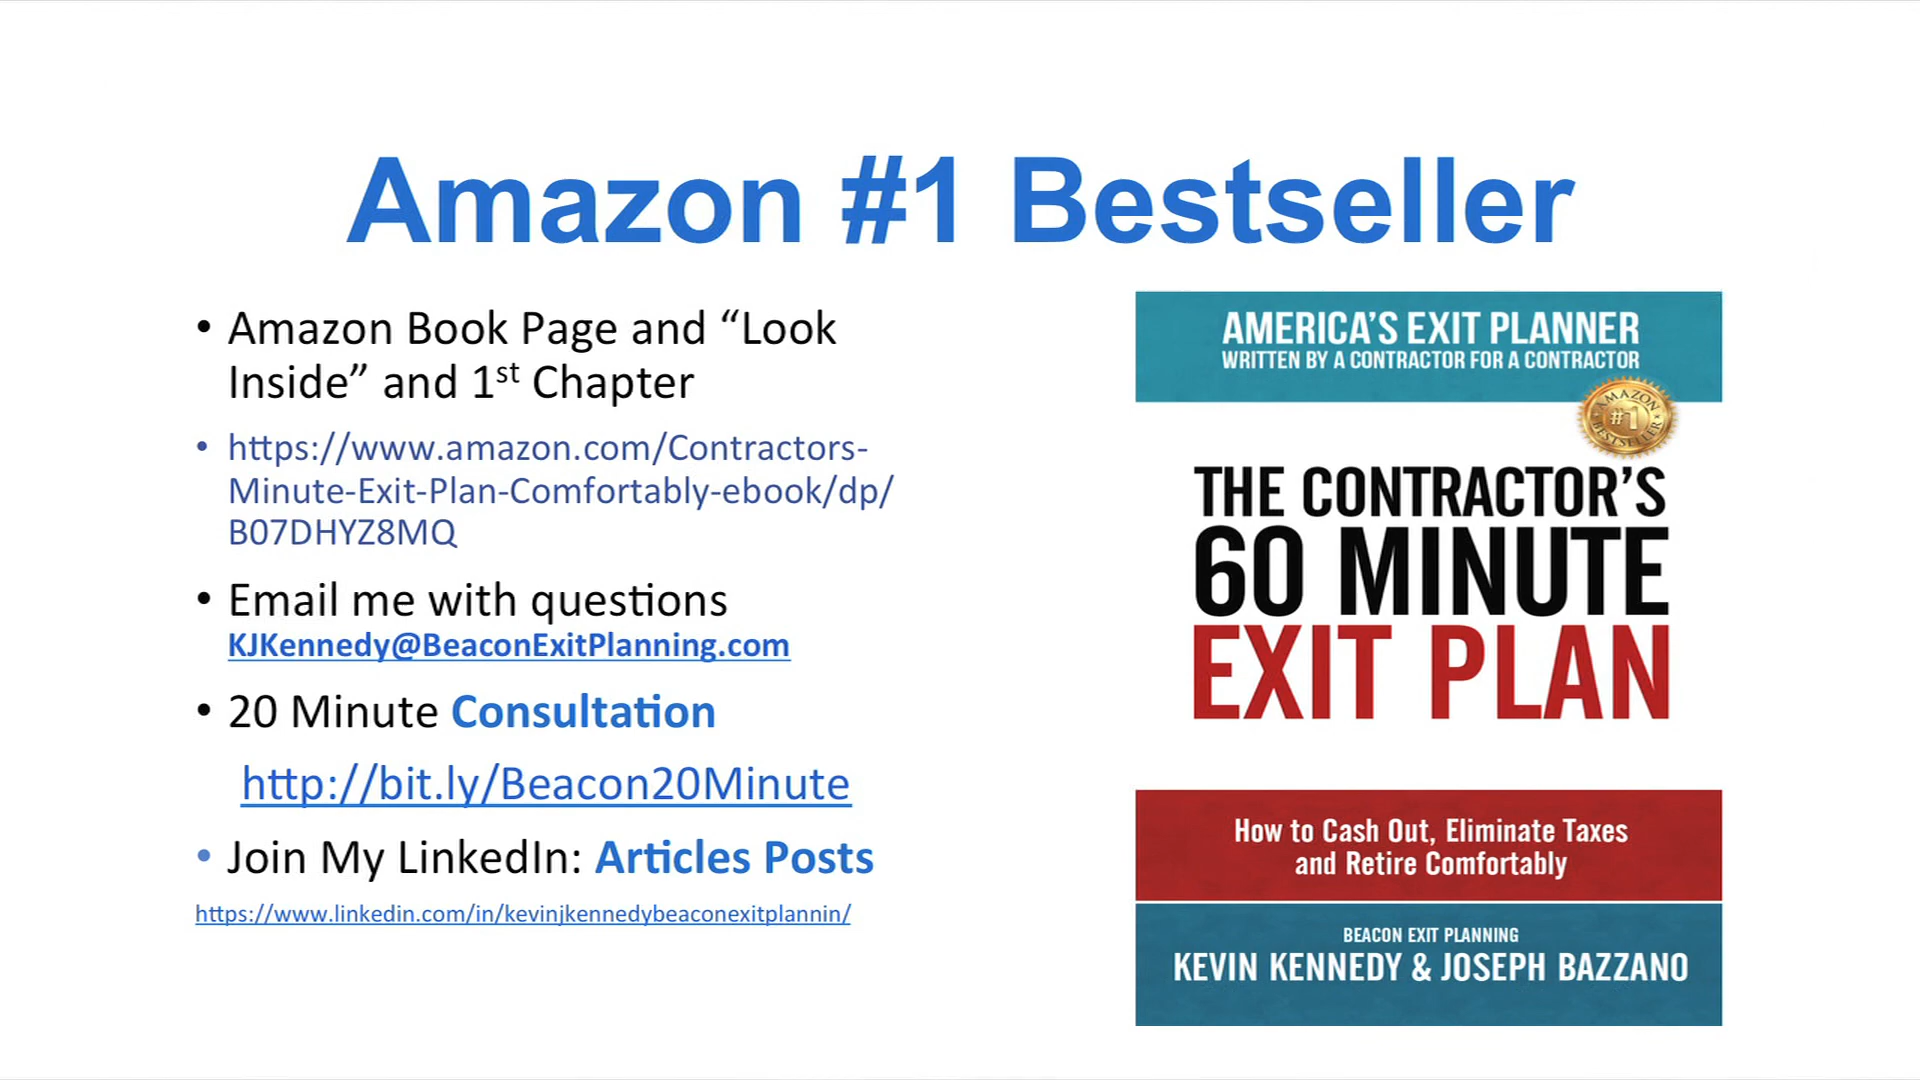 Amazon #1 Bestseller
• Amazon Book Page and “Look
Inside” and 1st Chapter
• https://www.amazon.com/Contractors-
Minute-Exit-Plan-Comfortably-ebook/dp/
B07DHYZ8MQ
• Email me with questions
KJKennedy@BeaconExitPlanning.com
• 20 Minute Consultation
http://bit.ly/Beacon20Minute
• Join My LinkedIn: Articles Posts
https://www.linkedin.com/in/kevinjkennedybeaconexitplannin/
AMERICA’S EXIT PLANNER
WRITTEN BY A CONTRACTOR FOR A CONTRACTOR
AMAZON
#1
BESTSELLER
THE CONTRACTOR’S
60 MINUTE
EXIT PLAN
How to Cash Out, Eliminate Taxes
and Retire Comfortably
BEACON EXIT PLANNING
KEVIN KENNEDY & JOSEPH BAZZANO